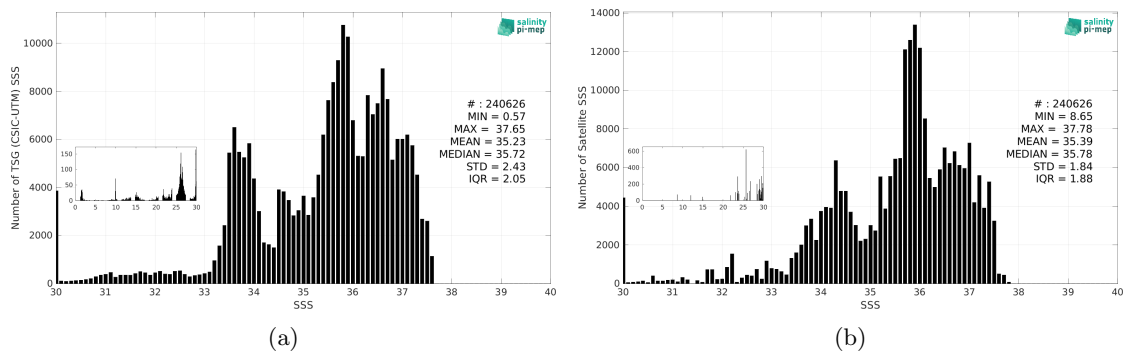 salinity
pi-mep
Number of TSG (CSIC-UTM) SSS
10000
8000
6000
4000
2000
0
# : 240626
MIN = 0.57
MAX = 37.65
MEAN = 35.23
MEDIAN = 35.72
STD = 2.43
IQR = 2.05
150
100
50
0
0 5 10 15 20 25 30
30 31 32 33 34 35 36 37 38 39 40
SSS
(a)
salinity
pi-mep
Number of Satellite SSS
14000
12000
10000
8000
6000
4000
2000
0
# : 240626
MIN = 8.65
MAX = 37.78
MEAN = 35.39
MEDIAN = 35.78
STD = 1.84
IQR = 1.88
600
400
200
0
0 5 10 15 20 25 30
30 31 32 33 34 35 36 37 38 39 40
SSS
(b)